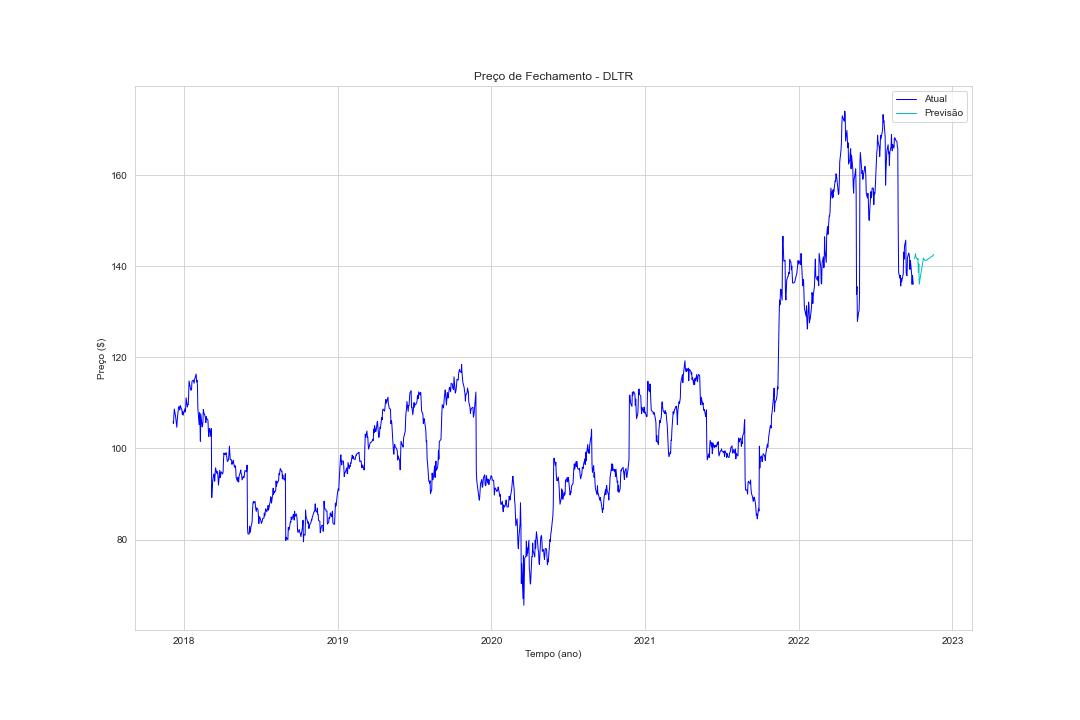 Preço de Fechamento - DLTR
Atual
Previsão
160
140
120
100
80
Preço ($)
2018
2019
2020
2021
2022
2023
Tempo (ano)